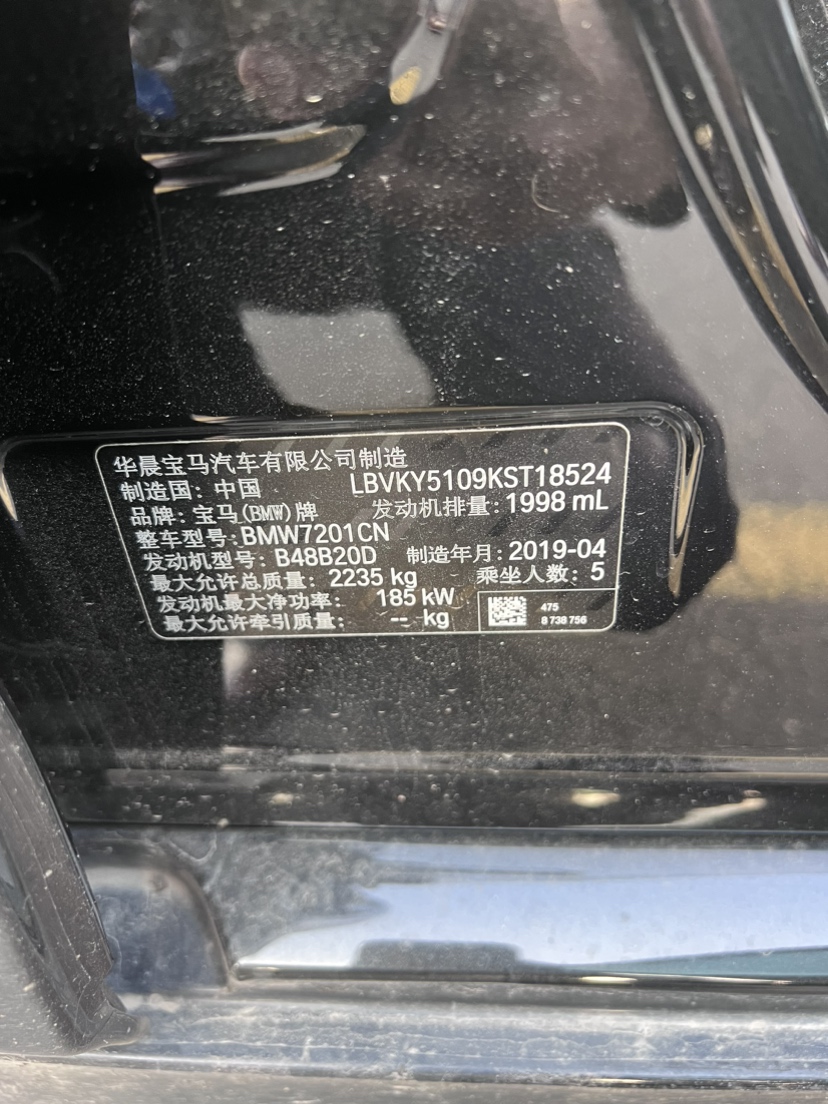 华晨宝马汽车有限公司制造
制造国：中国 LBVKY5109KST18524
品牌：宝马(BMW)牌 发动机排量：1998 mL
整车型号：BMW7201CN
发动机型号：B48B20D 制造年月：2019-04
最大允许总质量：2235 kg 乘坐人数：5
发动机最大净功率： 185 kW
最大允许牵引质量： -- kg
475
8 738 756